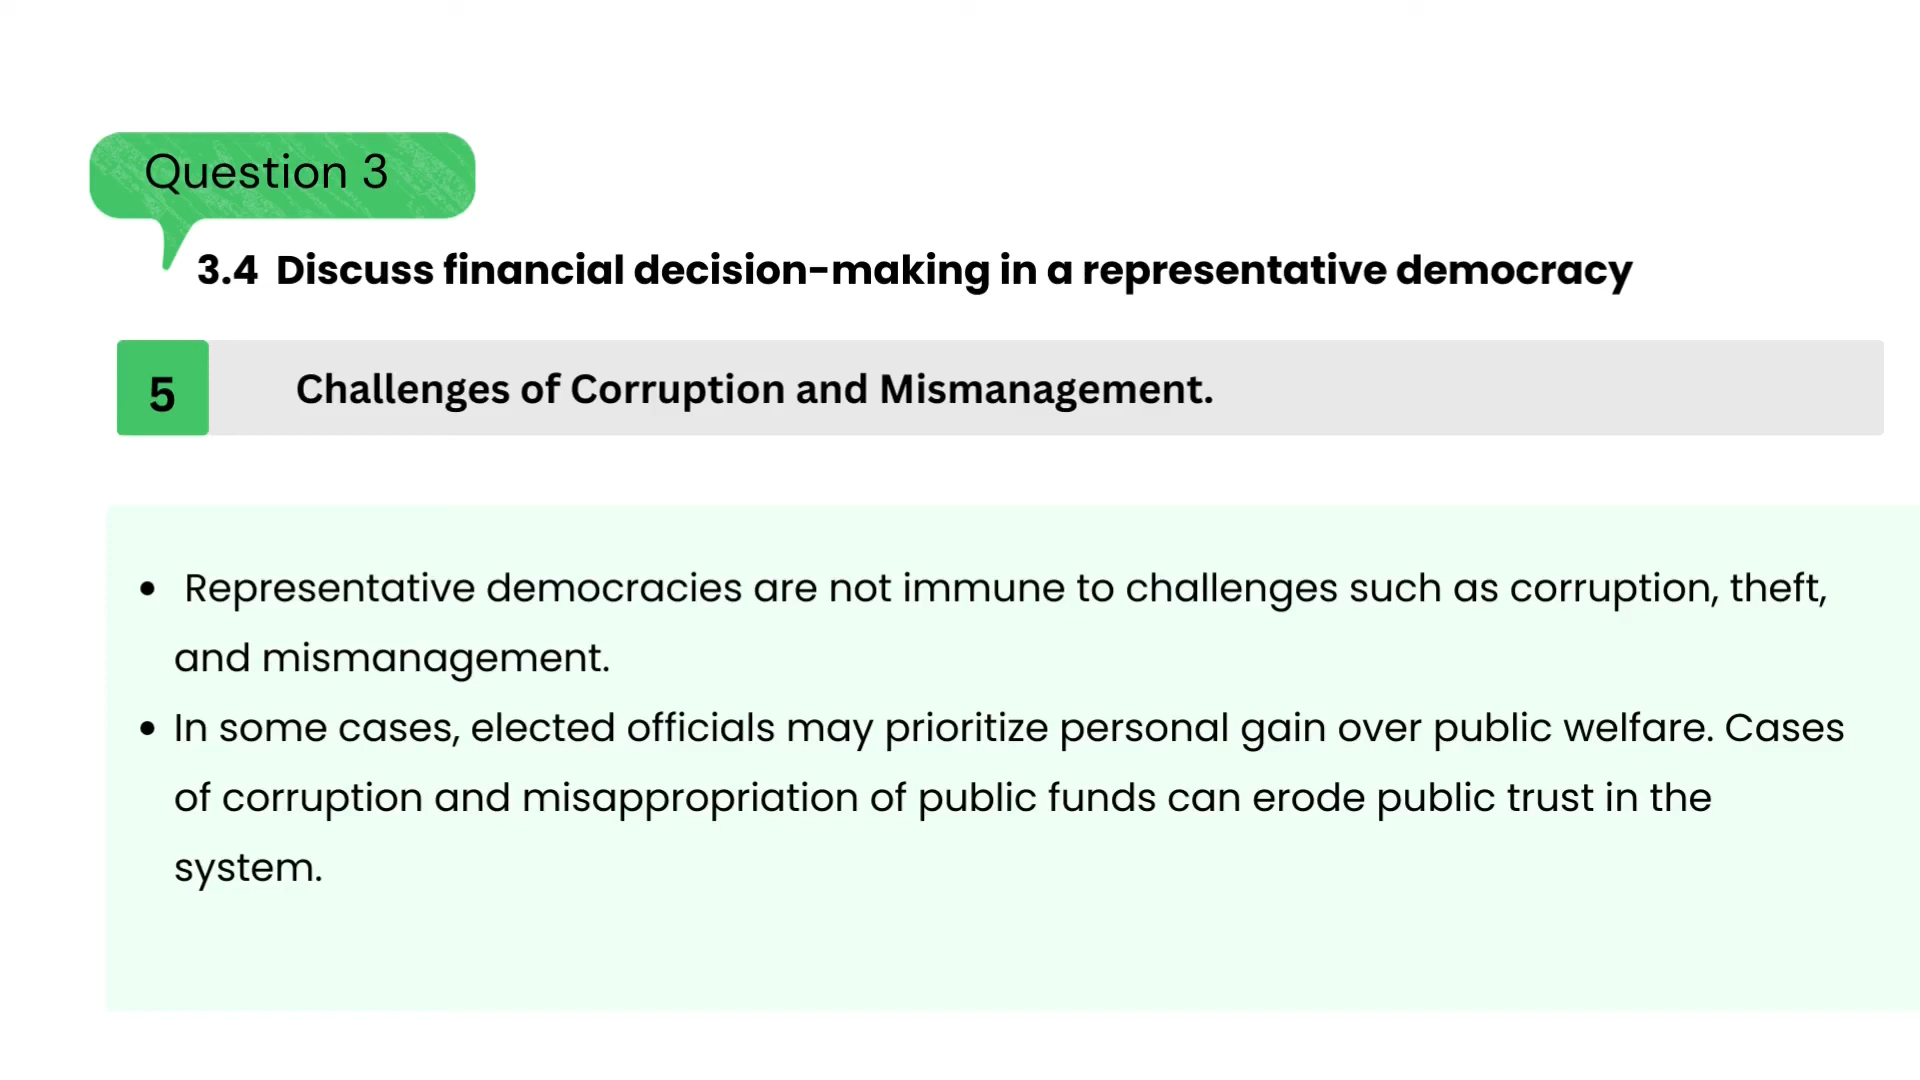 Question 3
3.4 Discuss financial decision-making in a representative democracy
5 Challenges of Corruption and Mismanagement.
• Representative democracies are not immune to challenges such as corruption, theft,
and mismanagement.
• In some cases, elected officials may prioritize personal gain over public welfare. Cases
of corruption and misappropriation of public funds can erode public trust in the
system.